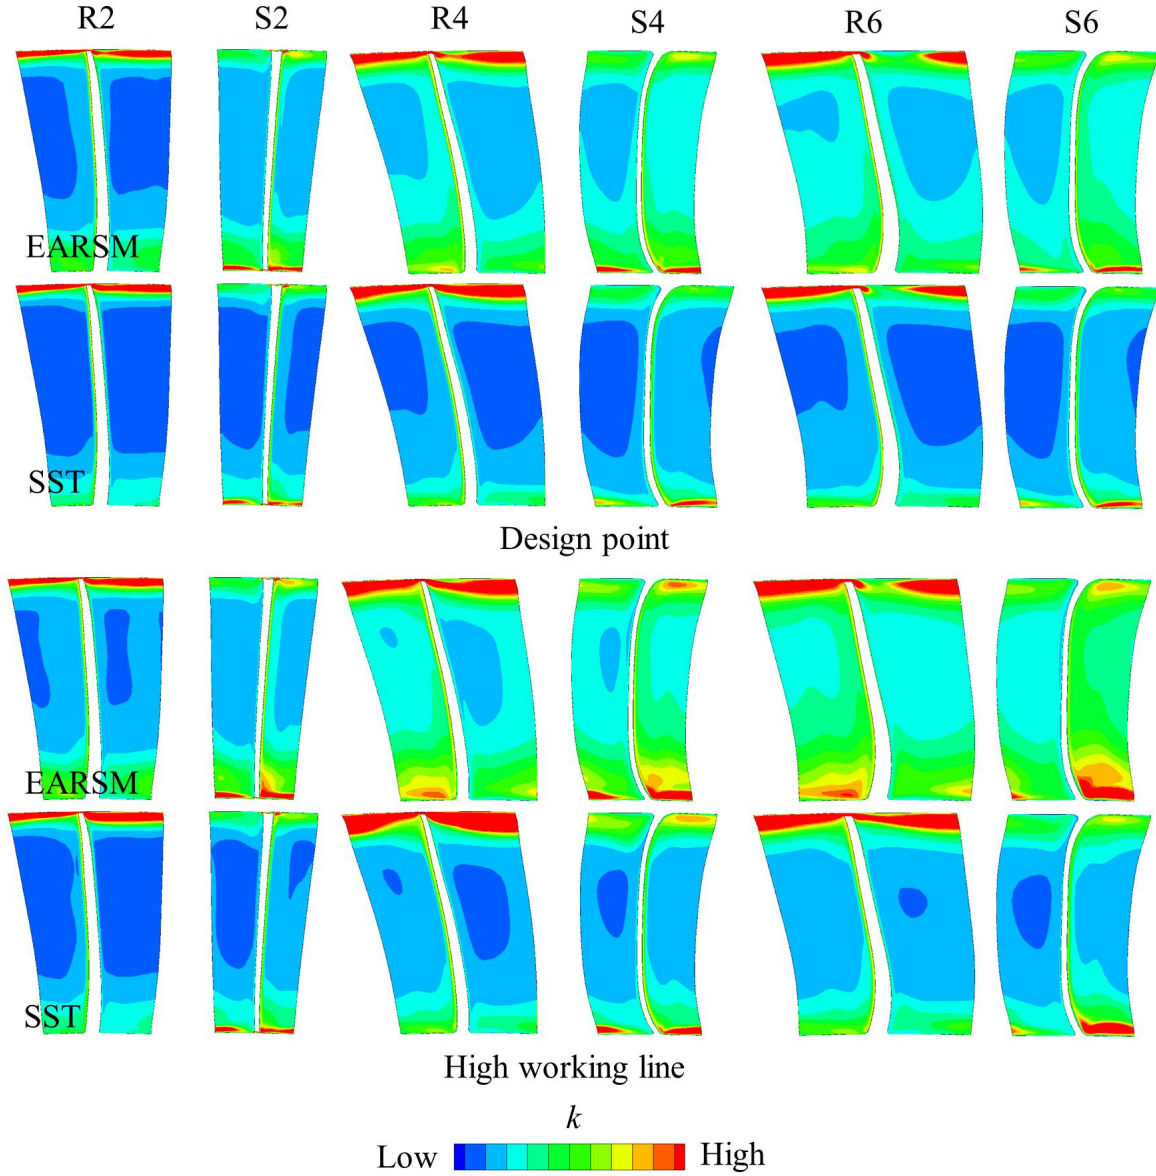 R2 S2 R4 S4 R6 S6
EARSM
SST
Design point
EARSM
SST
High working line
k
Low High